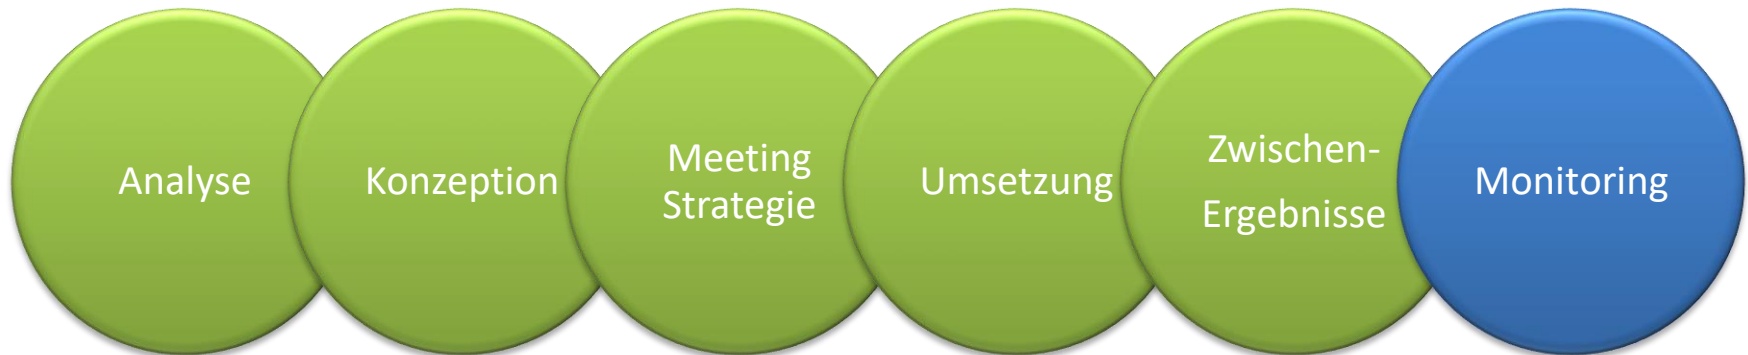 Analyse
Konzeption
Meeting
Strategie
Umsetzung
Zwischen-
Ergebnisse
Monitoring